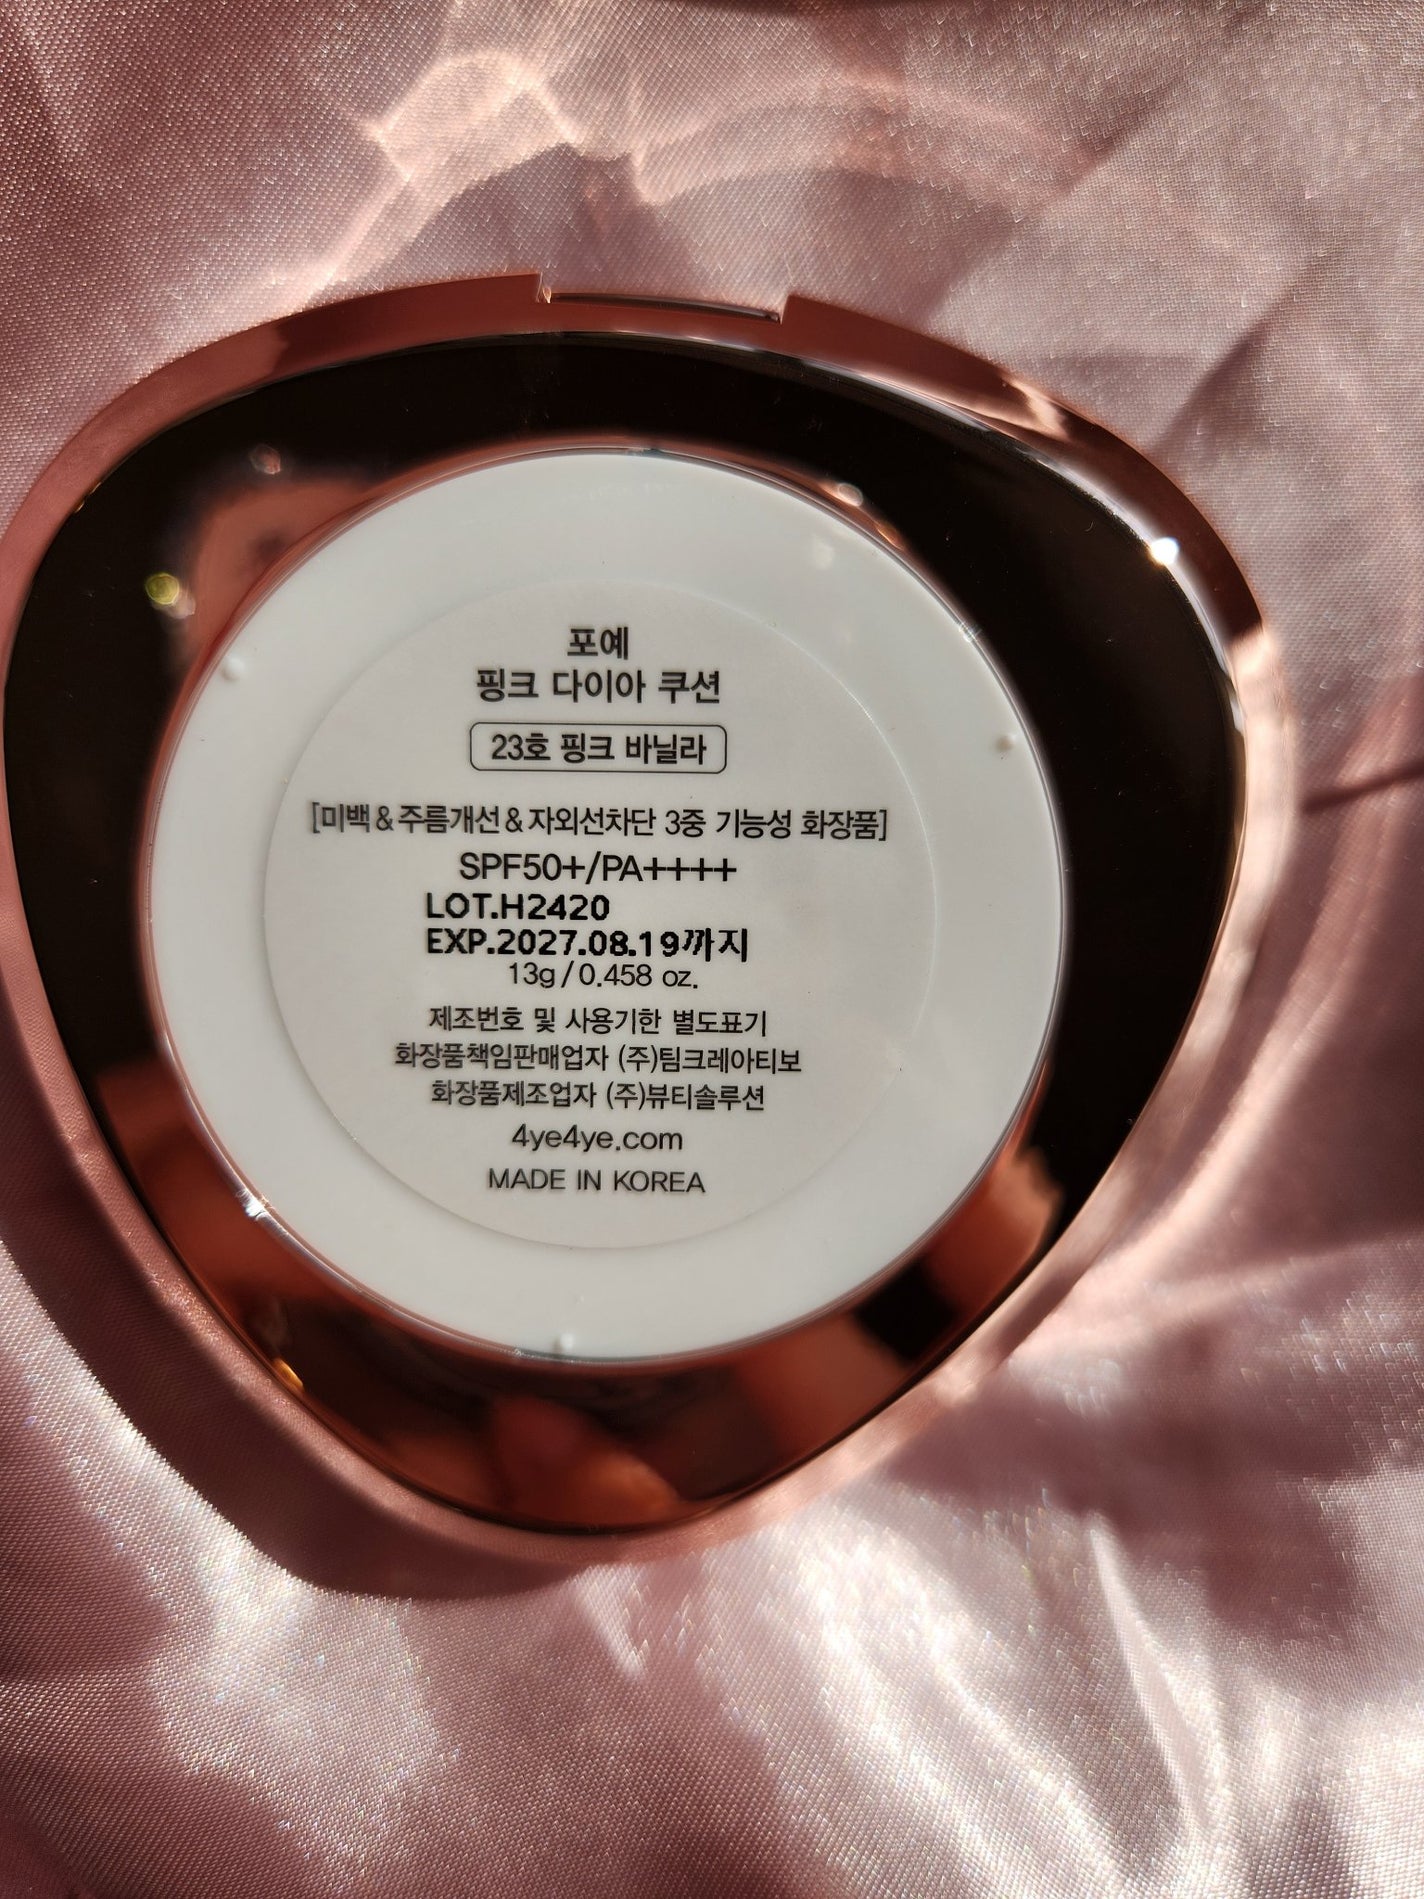 포예
핑크 다이아 쿠션
23호 핑크 바닐라
[미백&주름개선&자외선차단 3중 기능성 화장품]
SPF50+/PA++++
LOT.H2420
EXP.2027.08.19까지
13g/0.458 oz.
제조번호 및 사용기한 별도표기
화장품책임판매업자 (주)팀크레아티보
화장품제조업자 (주)뷰티솔루션
4ye4ye.com
MADE IN KOREA